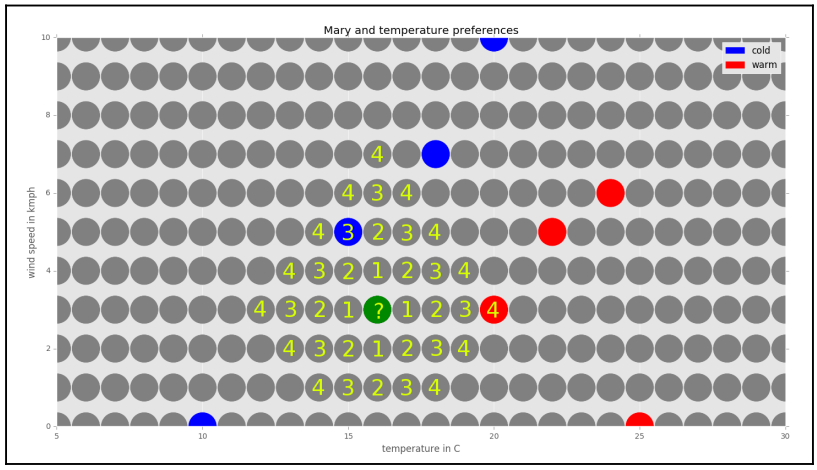 Mary and temperature preferences
cold
warm
10
8
4
6 4 3 4
4 3 2 3 4
4 4 3 2 1 2 3 4
4 3 2 1 ? 1 2 3 4
2 4 3 2 1 2 3 4
4 3 2 3 4
0
5 10 15 20 25 30
wind speed in kmph
temperature in C